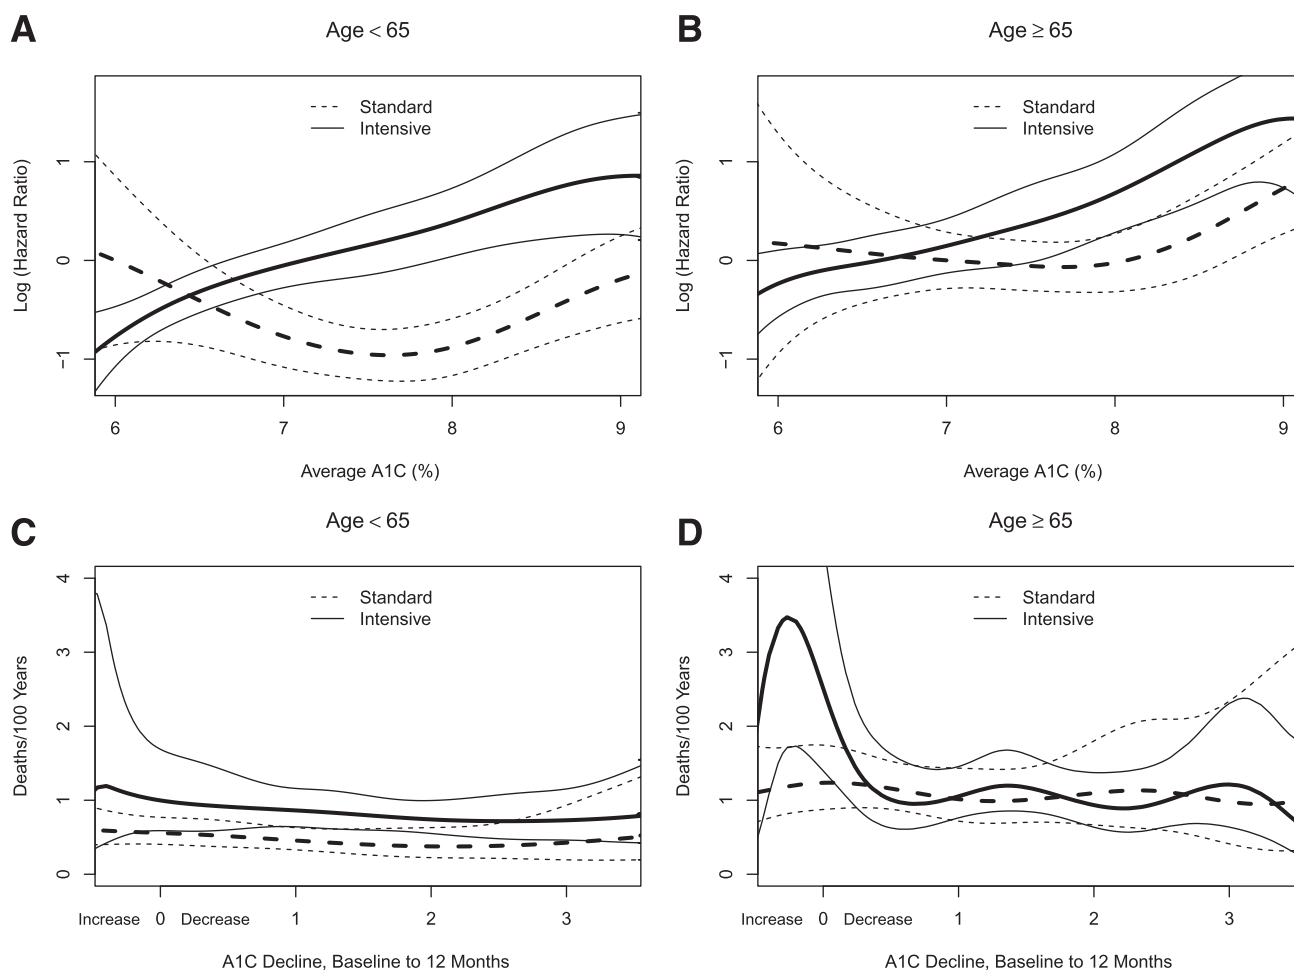 A
Age < 65
Log (Hazard Ratio)
1
0
−1
Standard
Intensive
6
7
8
9
Average A1C (%)
B
Age ≥ 65
Log (Hazard Ratio)
1
0
−1
Standard
Intensive
6
7
8
9
Average A1C (%)
C
Age < 65
Deaths/100 Years
4
3
2
1
0
Standard
Intensive
Increase 0 Decrease 1 2 3
A1C Decline, Baseline to 12 Months
D
Age ≥ 65
Deaths/100 Years
4
3
2
1
0
Standard
Intensive
Increase 0 Decrease 1 2 3
A1C Decline, Baseline to 12 Months